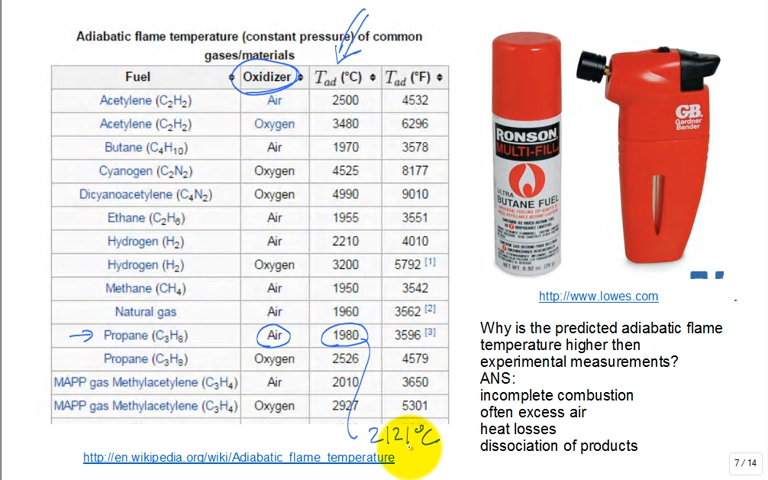 Adiabatic flame temperature (constant pressure) of common
gases/materials
Fuel Oxidizer Tad (°C) Tad (°F)
Acetylene (C2H2) Air 2500 4532
Acetylene (C2H2) Oxygen 3480 6296
Butane (C4H10) Air 1970 3578
Cyanogen (C2N2) Oxygen 4525 8177
Dicyanoacetylene (C4N2) Oxygen 4990 9010
Ethane (C2H6) Air 1955 3551
Hydrogen (H2) Air 2210 4010
Hydrogen (H2) Oxygen 3200 5792 [1]
Methane (CH4) Air 1950 3542
Natural gas Air 1960 3562 [2]
Propane (C3H8) Air 1980 3596 [3]
Propane (C3H8) Oxygen 2526 4579
MAPP gas Methylacetylene (C3H4) Air 2010 3650
MAPP gas Methylacetylene (C3H4) Oxygen 2927 5301
2121°C
http://en.wikipedia.org/wiki/Adiabatic_flame_temperature
RONSON
MULTI-FILL
ULTRA
BUTANE FUEL
GB
Gardner
Bender
http://www.lowes.com
Why is the predicted adiabatic flame
temperature higher then
experimental measurements?
ANS:
incomplete combustion
often excess air
heat losses
dissociation of products
7 / 14